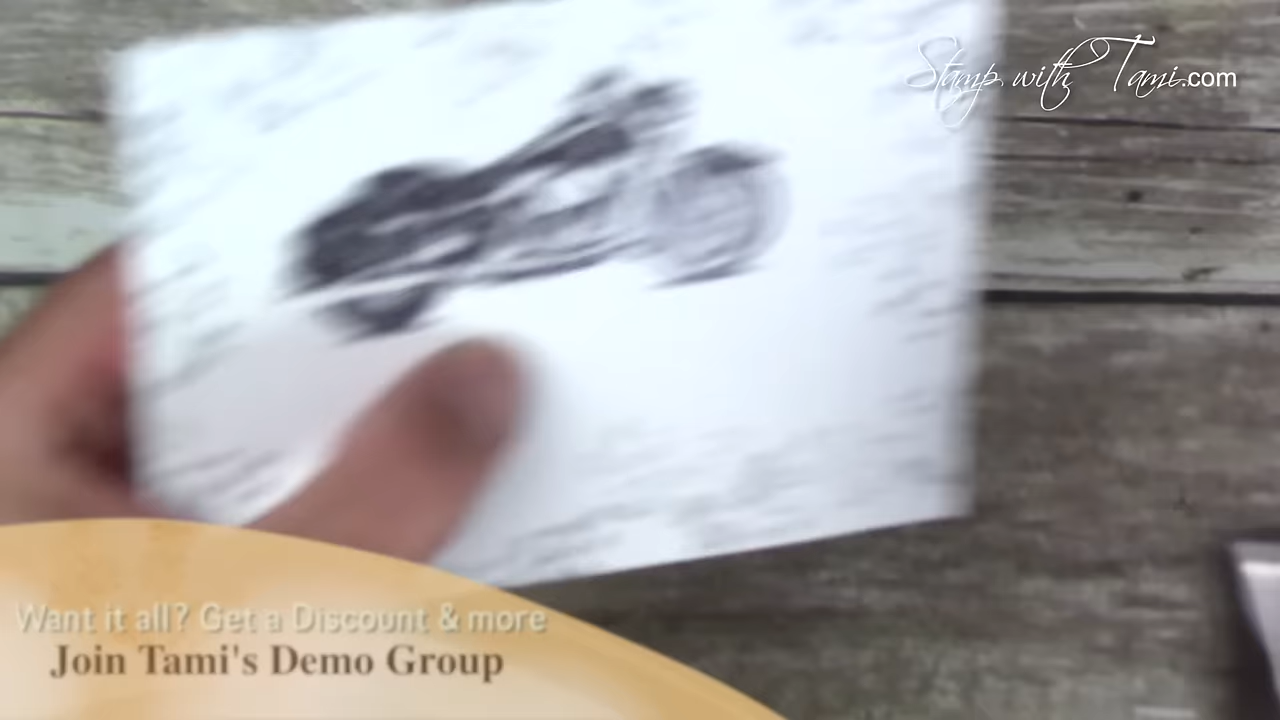 Stamp with Tami.com
Want it all? Get a Discount & more
Join Tami's Demo Group